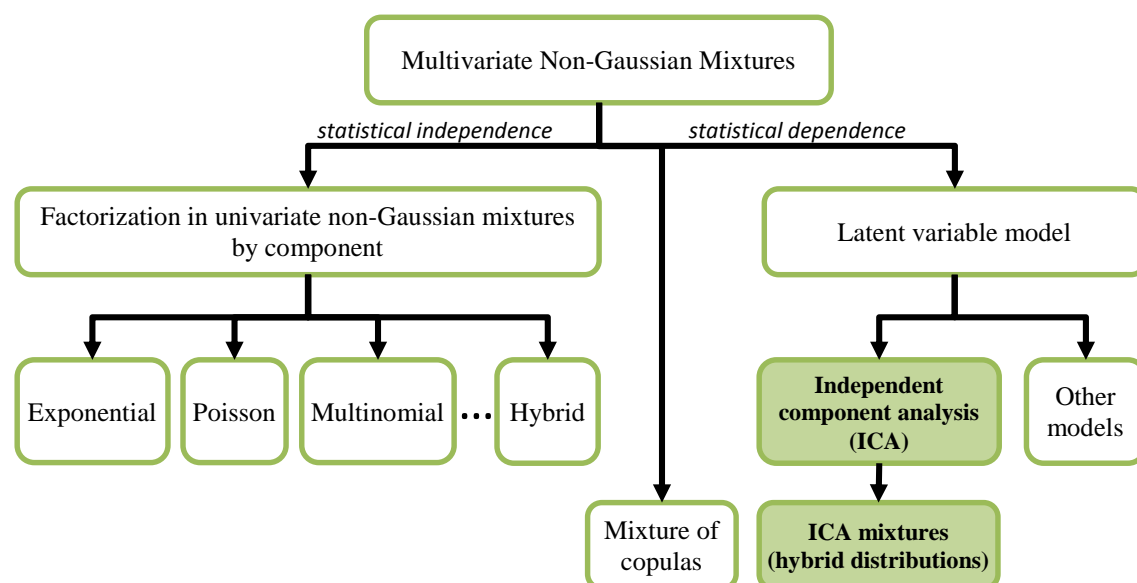 Multivariate Non-Gaussian Mixtures
statistical independence
statistical dependence
Factorization in univariate non-Gaussian mixtures
by component
Latent variable model
Exponential
Poisson
Multinomial
...
Hybrid
Independent
component analysis
(ICA)
Other
models
Mixture of
copulas
ICA mixtures
(hybrid distributions)